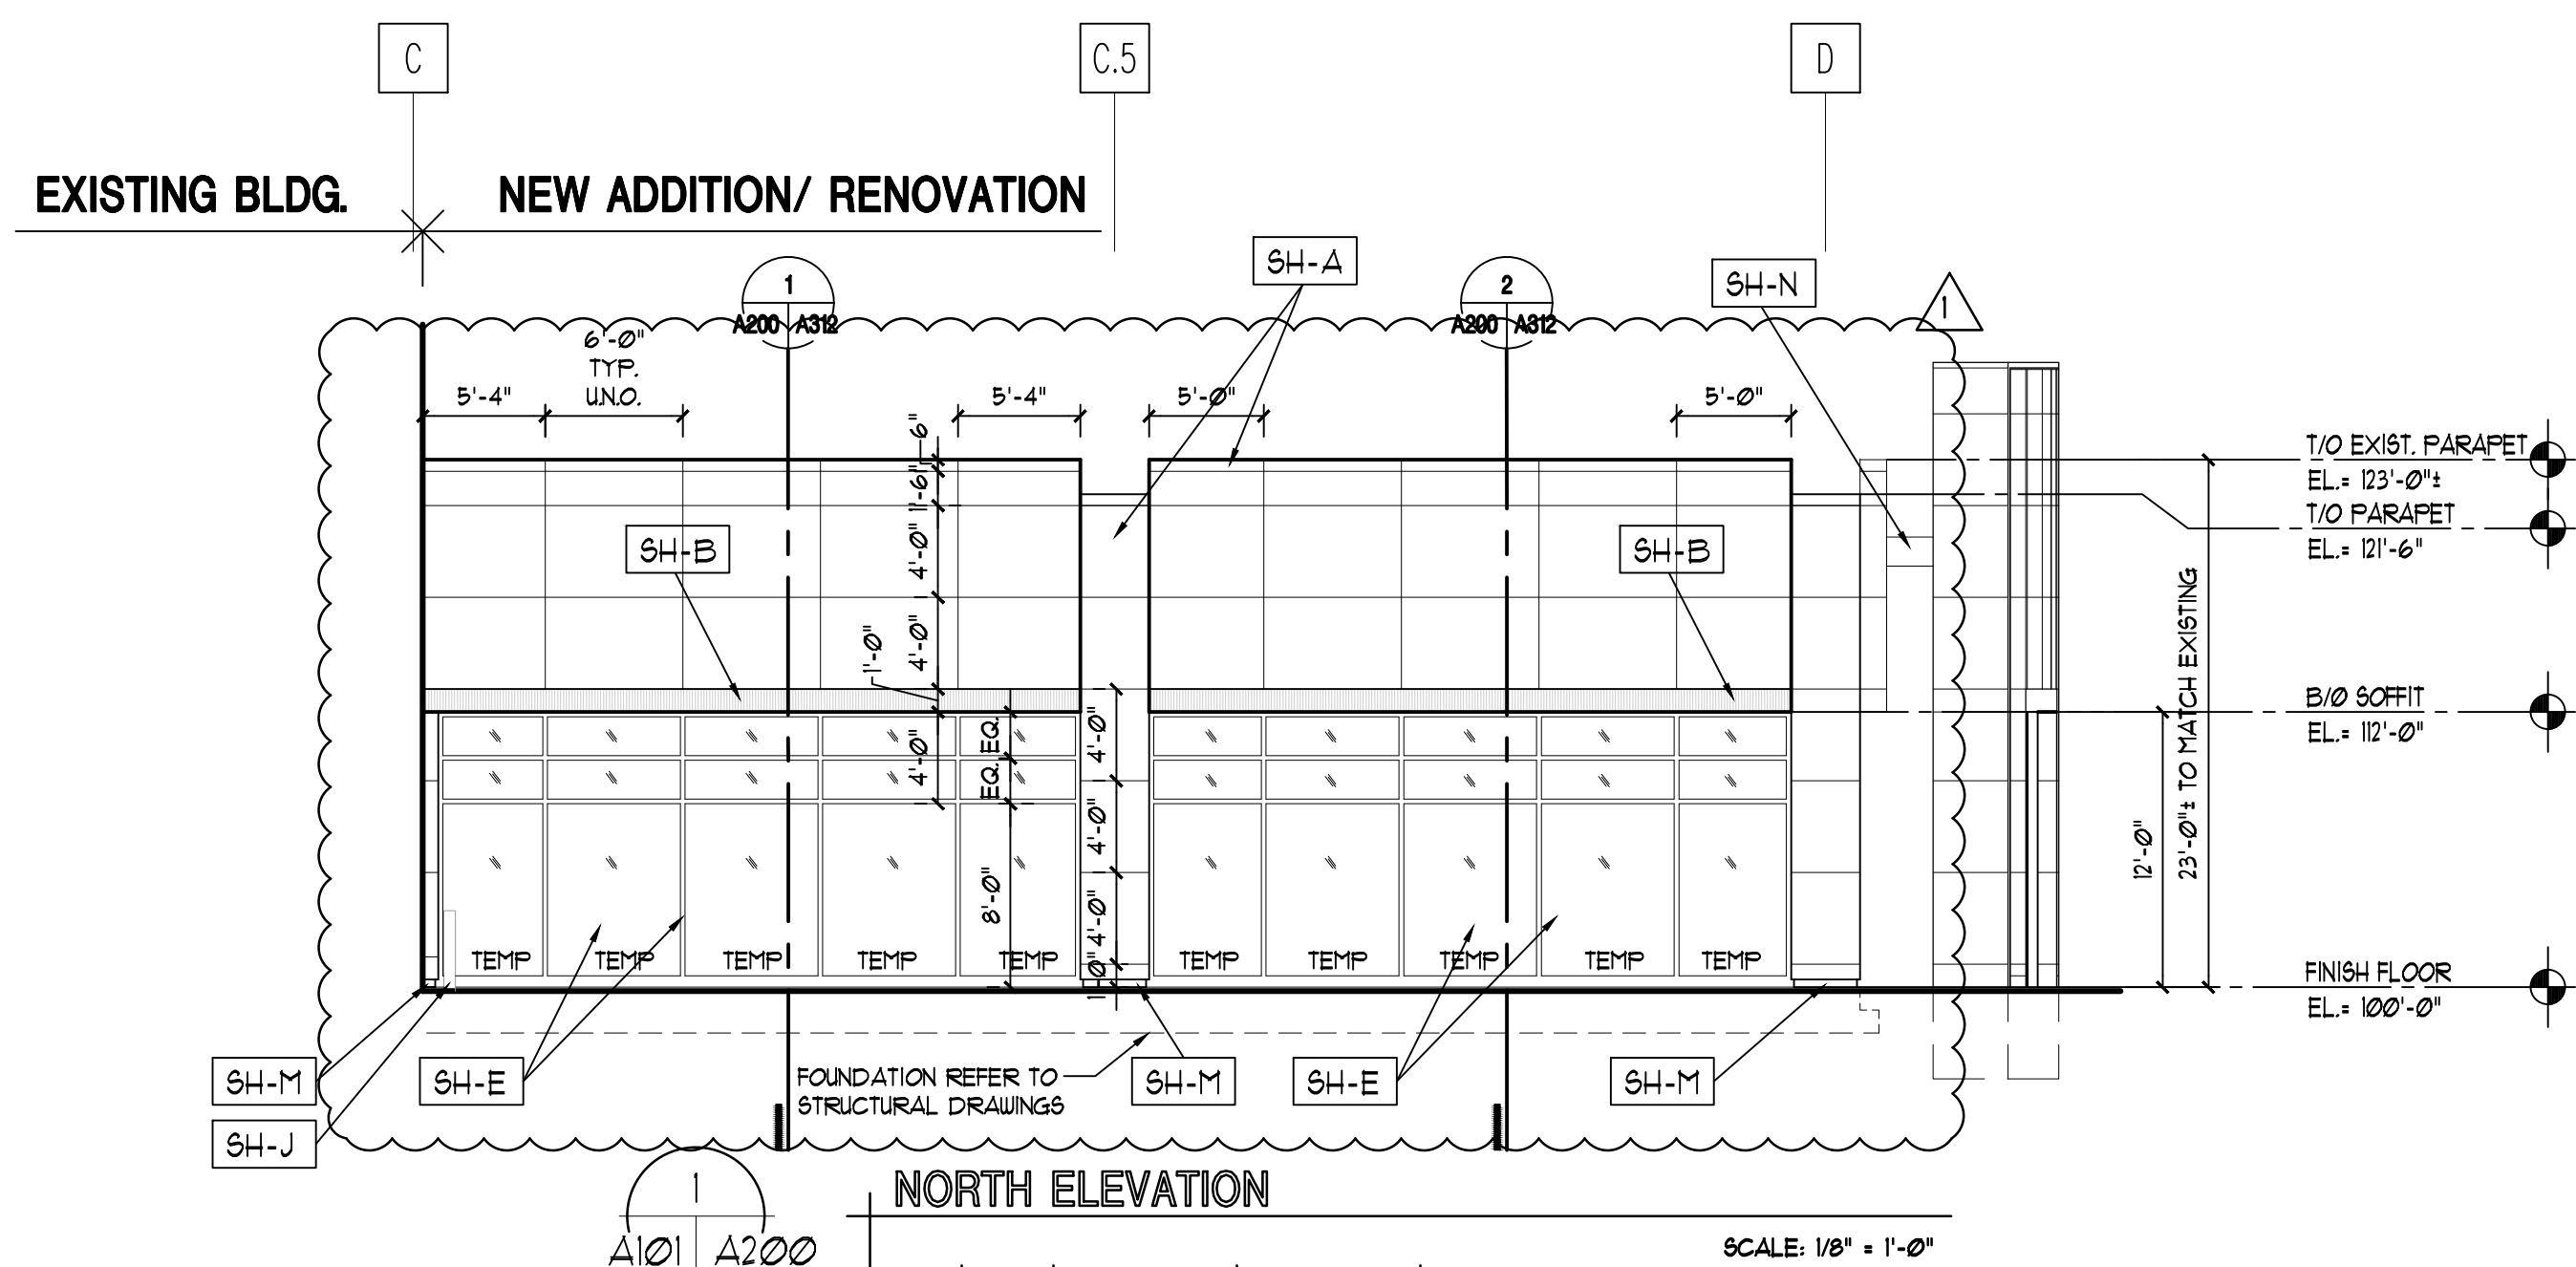 C
C.5
D
EXISTING BLDG.
NEW ADDITION/ RENOVATION
SH-A
SH-N
1
A200 A312
2
A200 A312
1
6'-0"
TYP.
U.N.O.
5'-4"
5'-4"
5'-0"
5'-0"
6"
1'-6"
4'-0"
4'-0"
1'-0"
4'-0"
SH-B
SH-B
T/O EXIST. PARAPET
EL.= 123'-0"±
T/O PARAPET
EL.= 121'-6"
B/O SOFFIT
EL.= 112'-0"
FINISH FLOOR
EL.= 100'-0"
23'-0"± TO MATCH EXISTING
12'-0"
EQ.
EQ.
8'-0"
4'-0"
4'-0"
4'-0"
1'-0"
TEMP TEMP TEMP TEMP TEMP TEMP TEMP TEMP TEMP TEMP
SH-M
SH-J
SH-E
FOUNDATION REFER TO
STRUCTURAL DRAWINGS
SH-M
SH-E
SH-M
1
A101 A200
NORTH ELEVATION
SCALE: 1/8" = 1'-0"